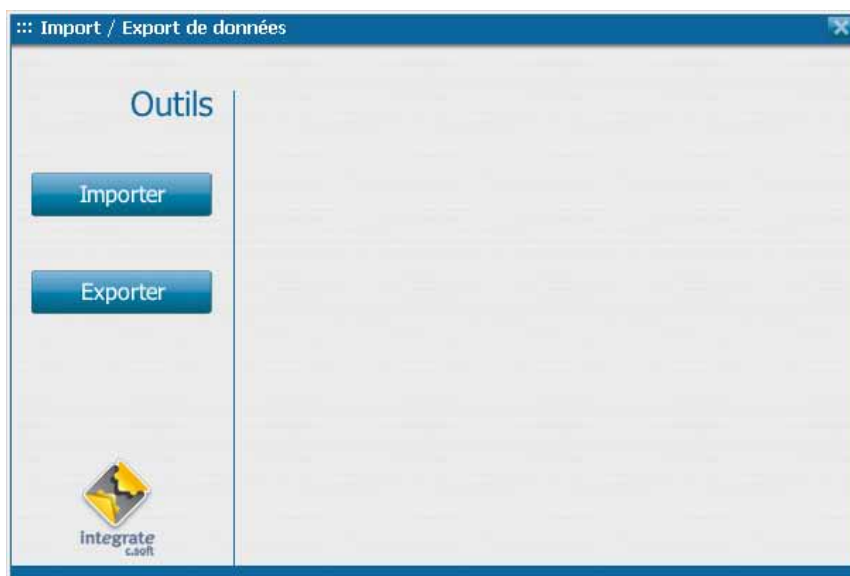 ::: Import / Export de données
Outils
Importer
Exporter
integrate
c.soft